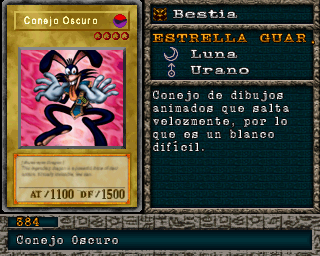 Conejo Oscuro
AT/1100 DF/1500
Bestia
ESTRELLA GUAR.
Luna
Urano
Conejo de dibujos
animados que salta
velozmente, por lo
que es un blanco
difícil.
384
Conejo Oscuro